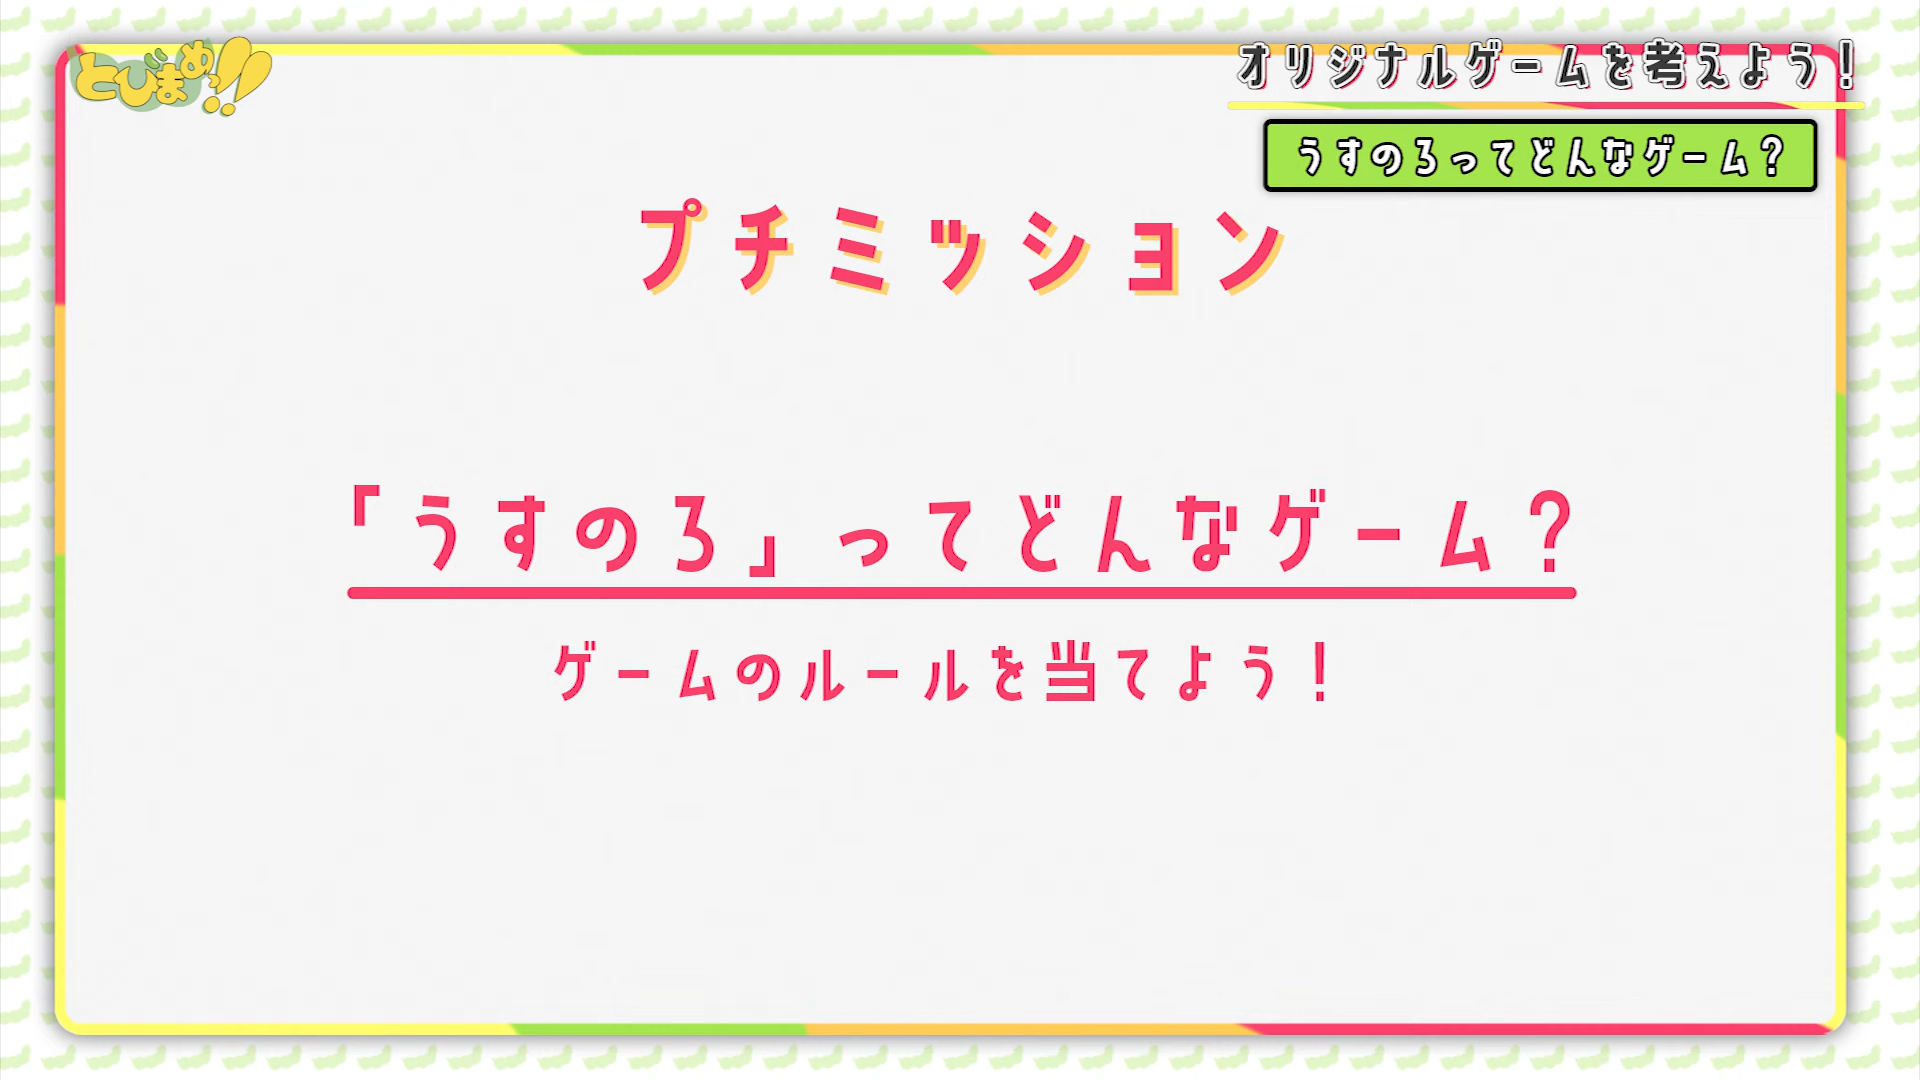 とびまめっ!!
オリジナルゲームを考えよう！
うすのろってどんなゲーム？
プチミッション
「うすのろ」ってどんなゲーム？
ゲームのルールを当てよう！